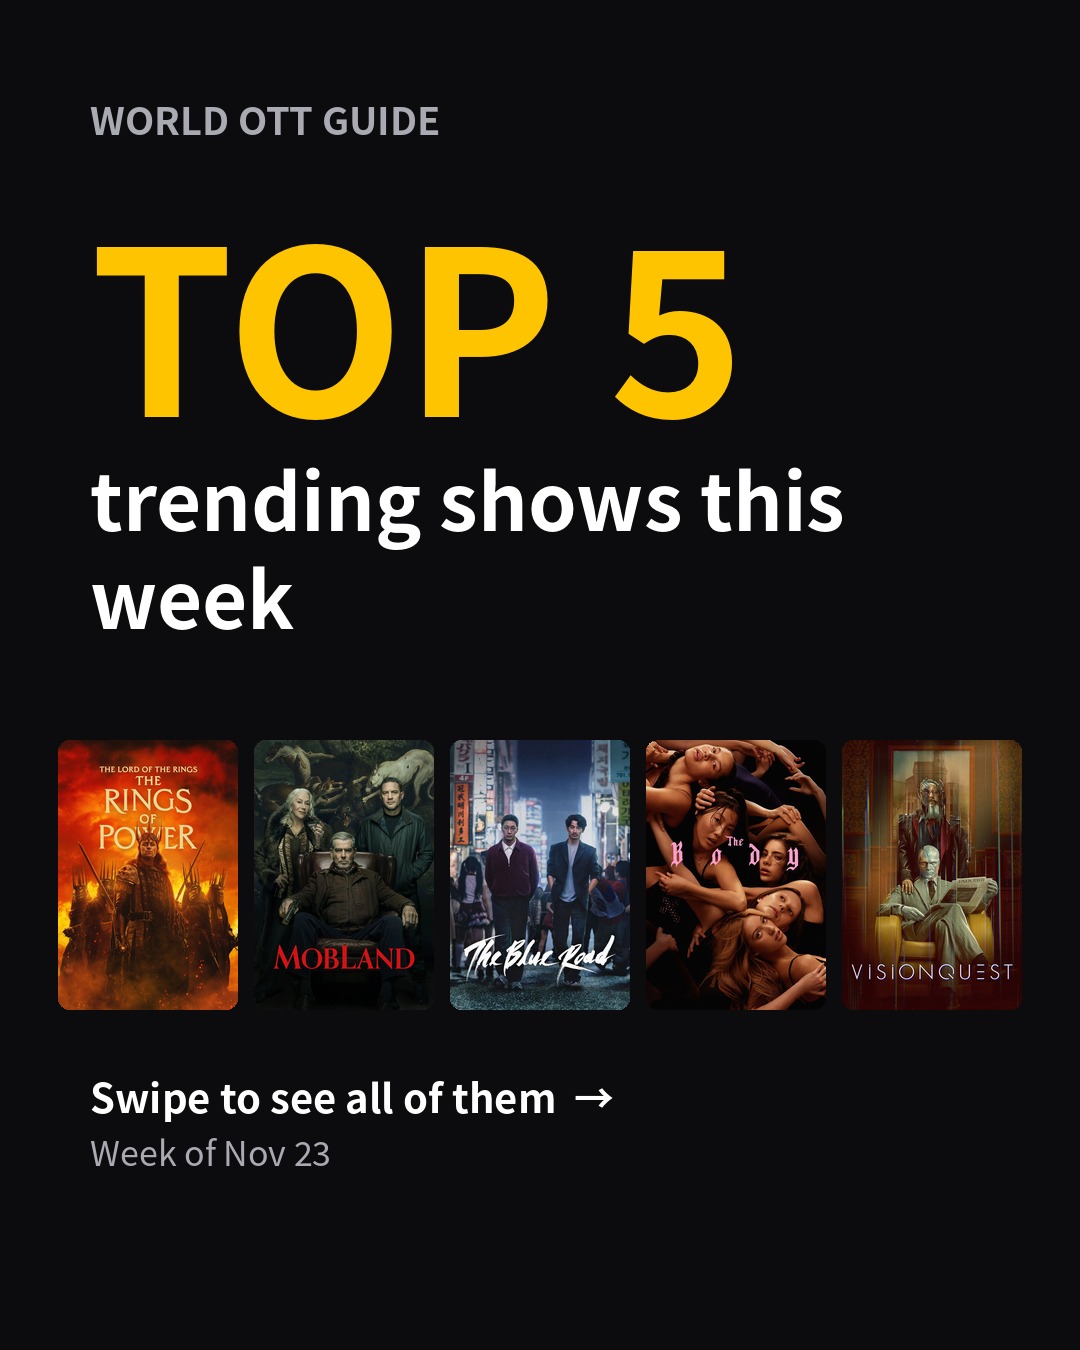 WORLD OTT GUIDE
TOP 5
trending shows this
week
THE LORD OF THE RINGS
THE
RINGS
OF
POWER
MOBLAND
The Blue Road
The
Body
VISIONQUEST
Swipe to see all of them →
Week of Nov 23